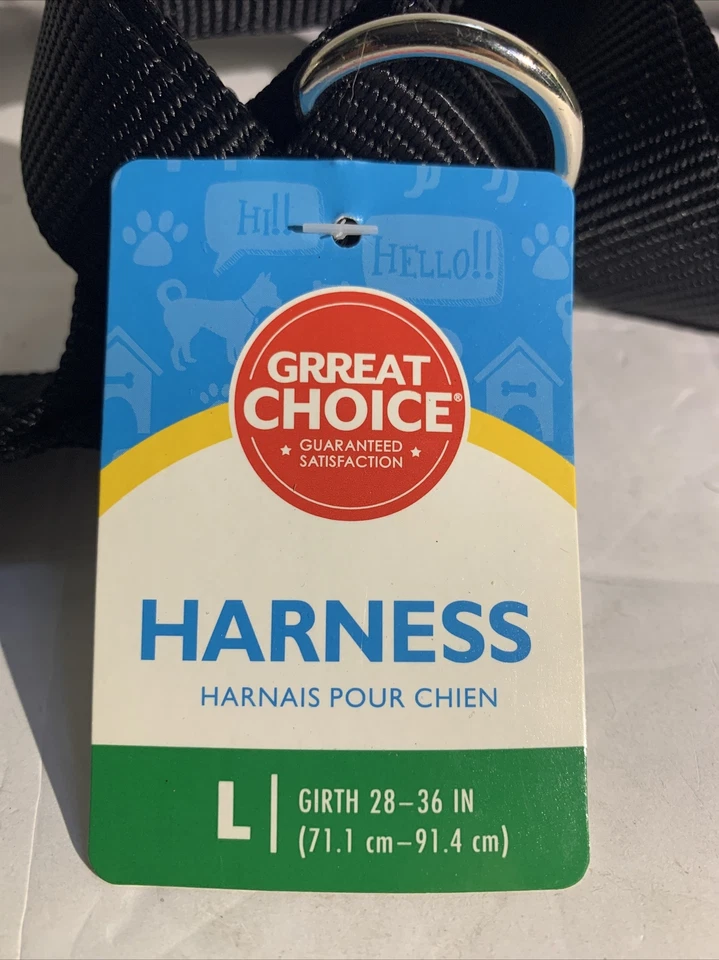 HI!!
HELLO!!
GRREAT
CHOICE®
GUARANTEED
SATISFACTION
HARNESS
HARNAIS POUR CHIEN
L
GIRTH 28–36 IN
(71.1 cm–91.4 cm)